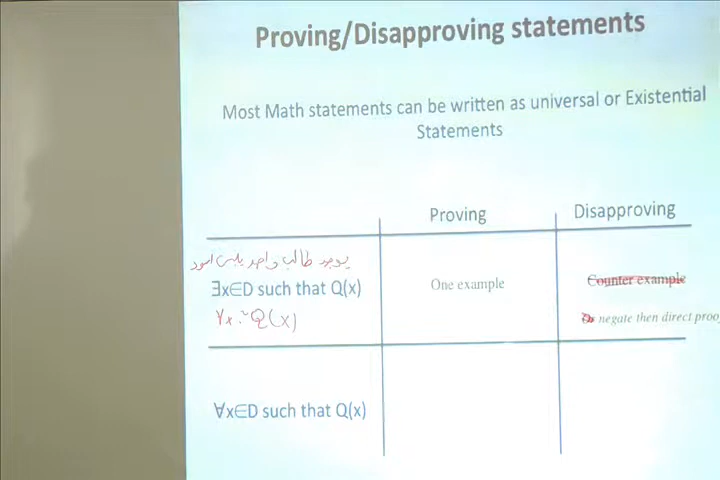 Proving/Disapproving statements
Most Math statements can be written as universal or Existential
Statements
Proving
Disapproving
يوجد طالب واحد يلبس اسود
∃x∈D such that Q(x)
One example
Counter example
∀x ~Q(x)
negate then direct proo
∀x∈D such that Q(x)